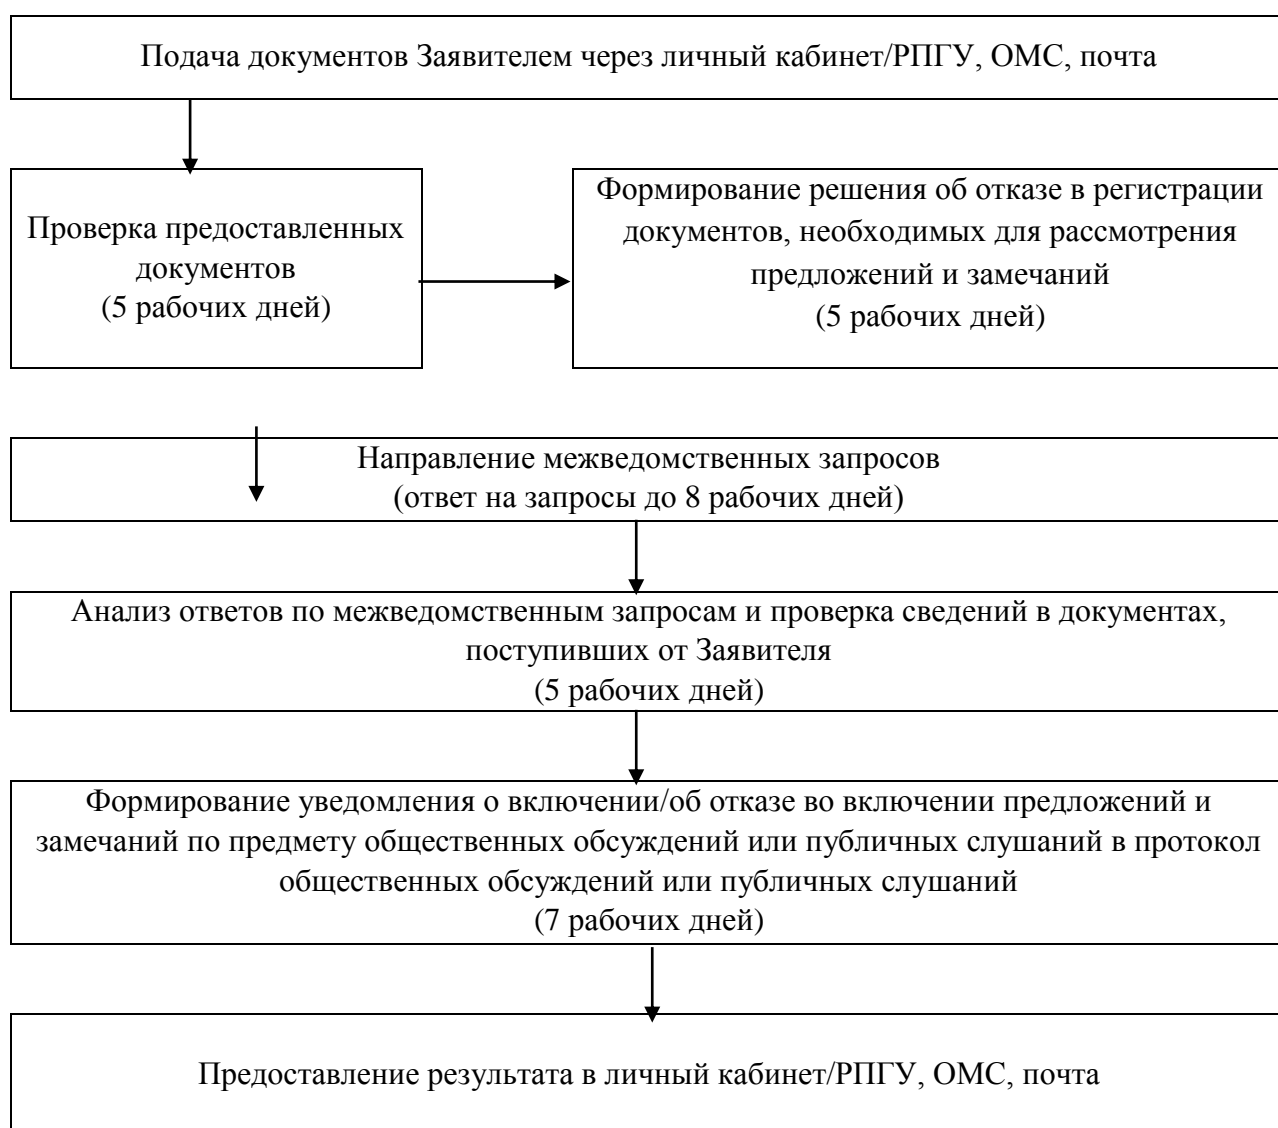 Подача документов Заявителем через личный кабинет/РПГУ, ОМС, почта
Проверка предоставленных
документов
(5 рабочих дней)
Формирование решения об отказе в регистрации
документов, необходимых для рассмотрения
предложений и замечаний
(5 рабочих дней)
Направление межведомственных запросов
(ответ на запросы до 8 рабочих дней)
Анализ ответов по межведомственным запросам и проверка сведений в документах,
поступивших от Заявителя
(5 рабочих дней)
Формирование уведомления о включении/об отказе во включении предложений и
замечаний по предмету общественных обсуждений или публичных слушаний в протокол
общественных обсуждений или публичных слушаний
(7 рабочих дней)
Предоставление результата в личный кабинет/РПГУ, ОМС, почта